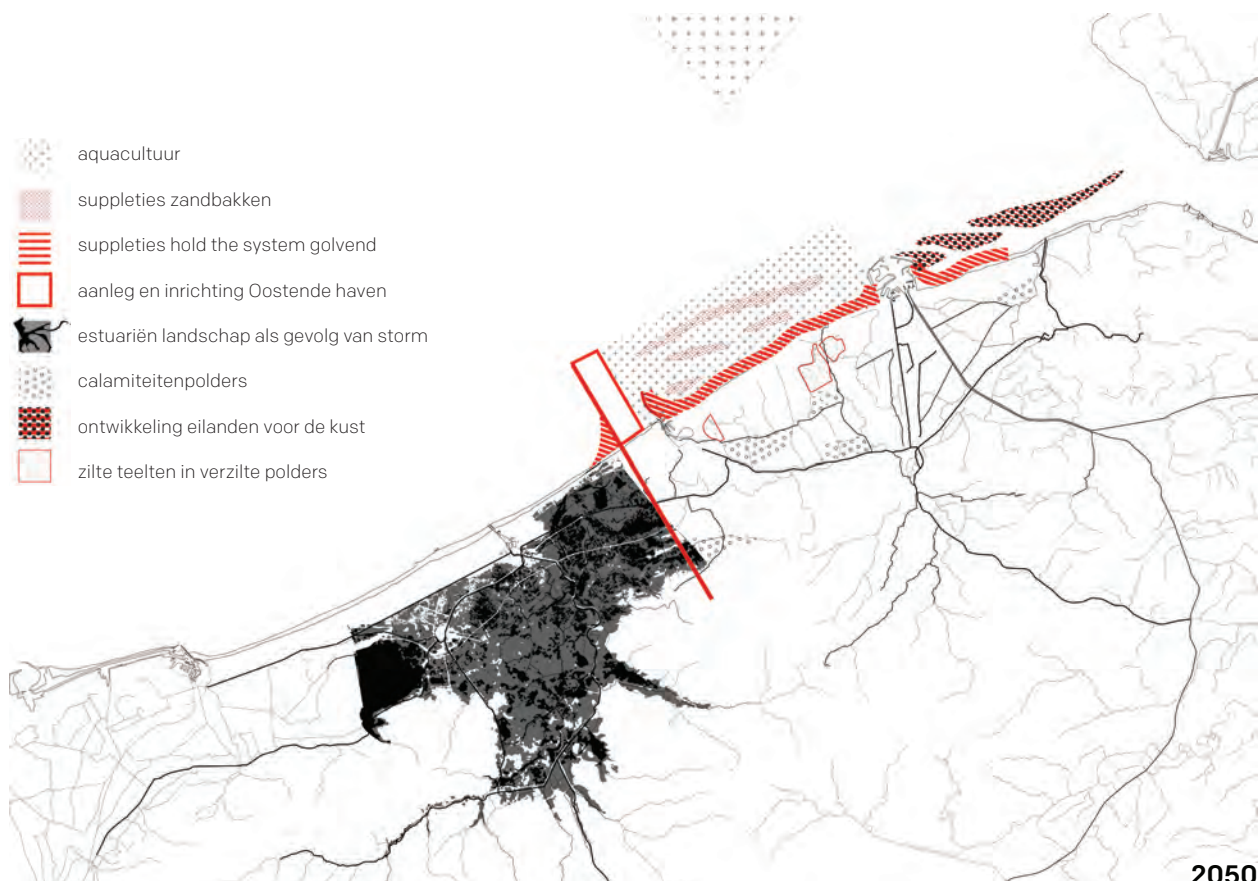 aquacultuur
suppleties zandbakken
suppleties hold the system golvend
aanleg en inrichting Oostende haven
estuariën landschap als gevolg van storm
calamiteitenpolders
ontwikkeling eilanden voor de kust
zilte teelten in verzilte polders
2050